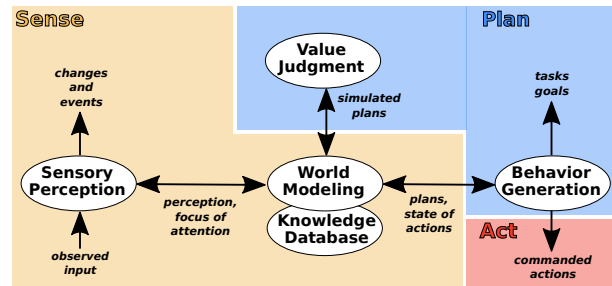 Sense
Plan
Value
Judgment
changes
and
events
tasks
goals
simulated
plans
Sensory
Perception
World
Modeling
Behavior
Generation
perception,
focus of
attention
plans,
state of
actions
Knowledge
Database
Act
observed
input
commanded
actions